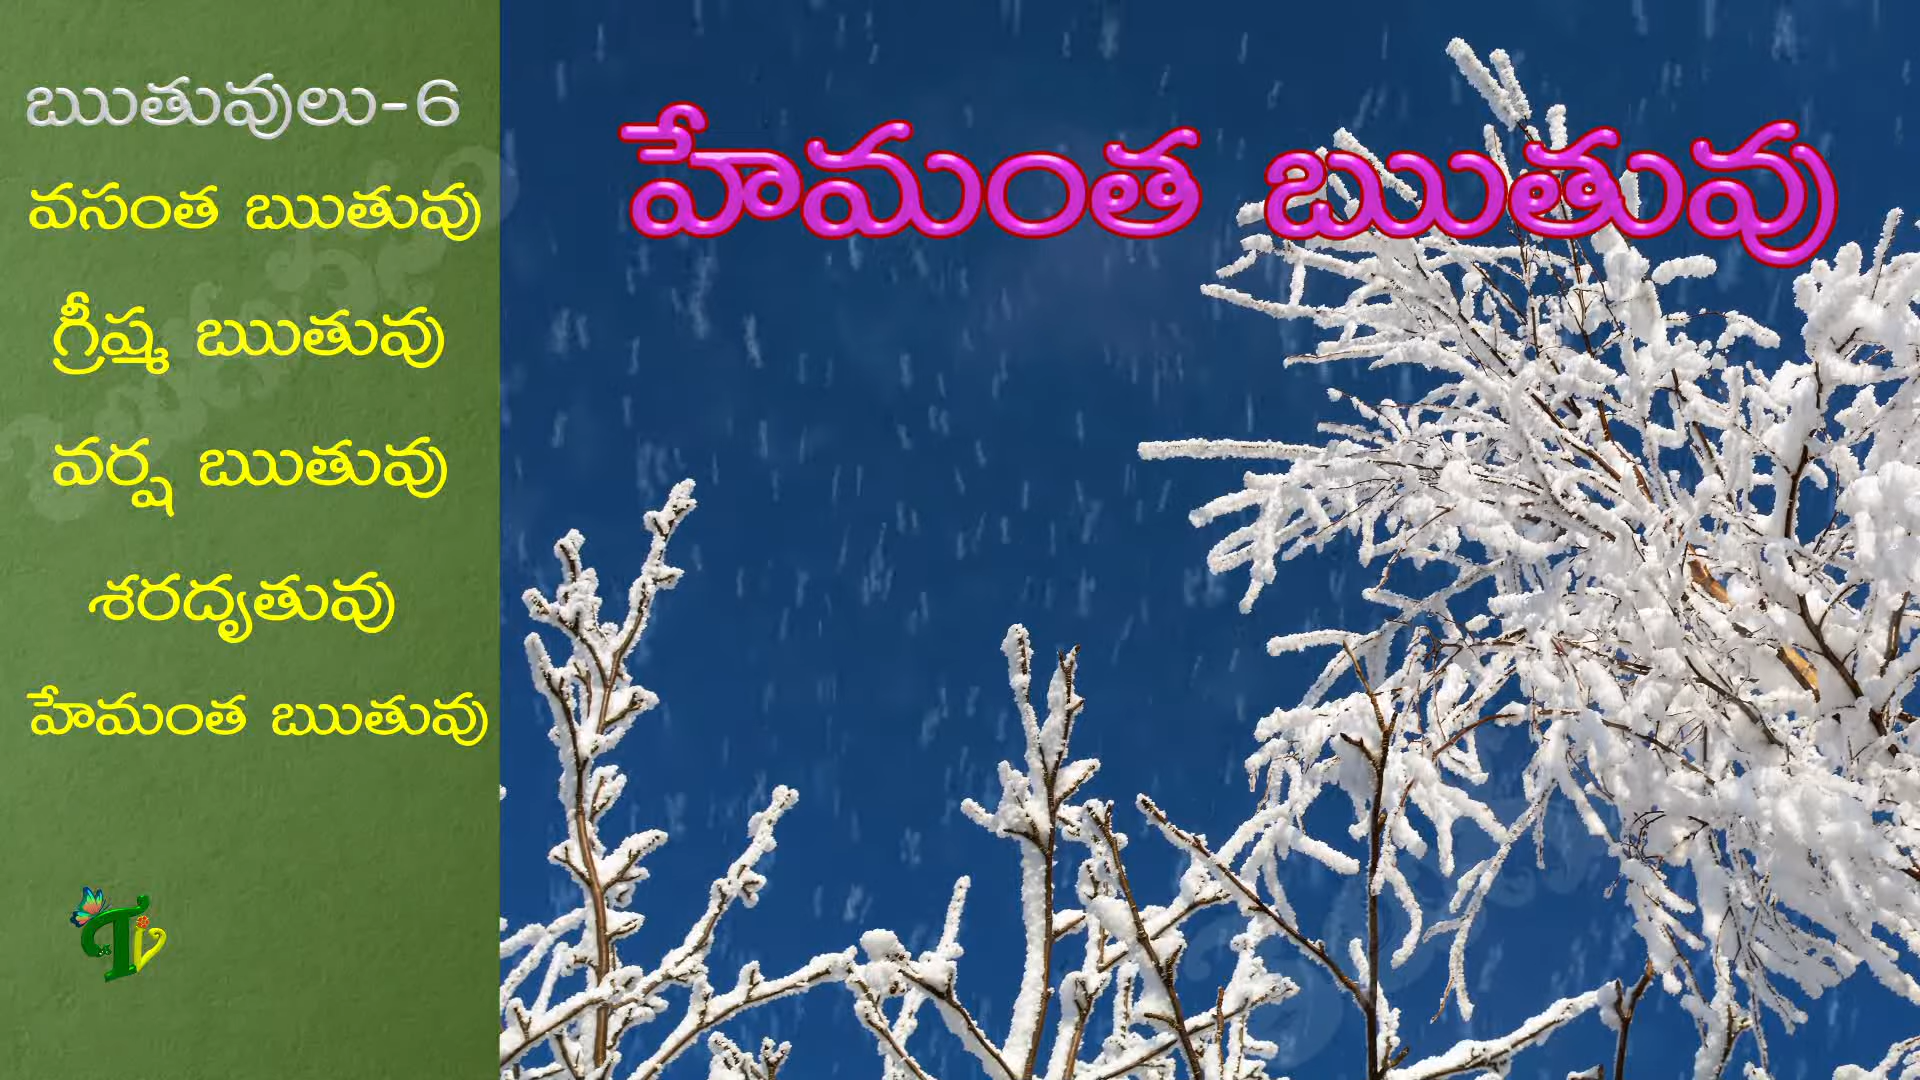 ఋతువులు-6
వసంత ఋతువు
గ్రీష్మ ఋతువు
వర్ష ఋతువు
శరదృతువు
హేమంత ఋతువు
హేమంత ఋతువు